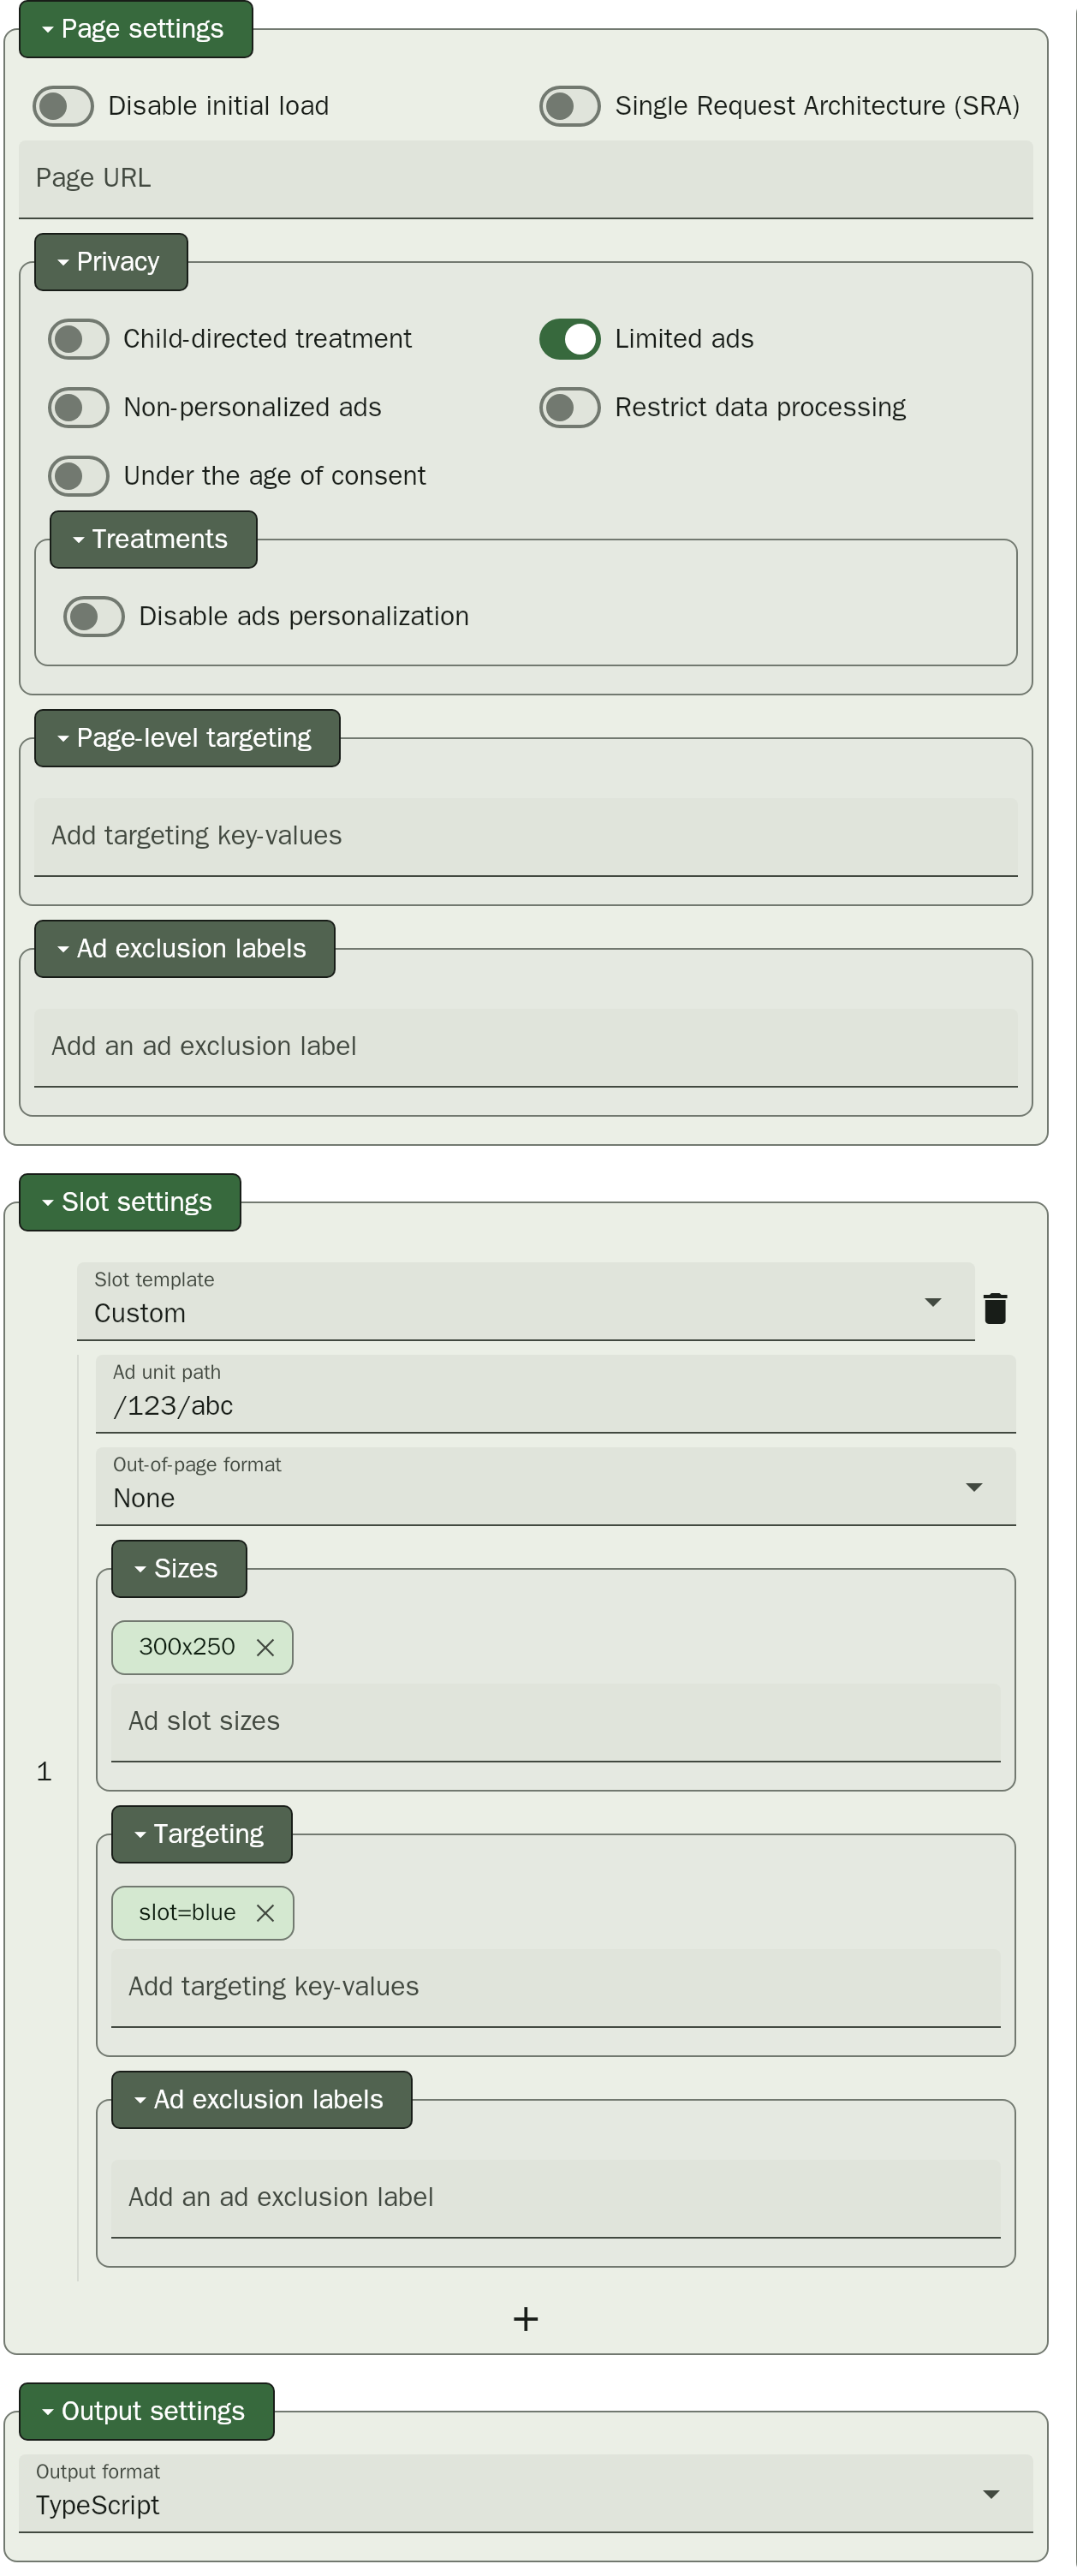 Page settings
Disable initial load
Single Request Architecture (SRA)
Page URL
Privacy
Child-directed treatment
Limited ads
Non-personalized ads
Restrict data processing
Under the age of consent
Treatments
Disable ads personalization
Page-level targeting
Add targeting key-values
Ad exclusion labels
Add an ad exclusion label
Slot settings
Slot template
Custom
Ad unit path
/123/abc
Out-of-page format
None
Sizes
300x250
Ad slot sizes
1
Targeting
slot=blue
Add targeting key-values
Ad exclusion labels
Add an ad exclusion label
Output settings
Output format
TypeScript